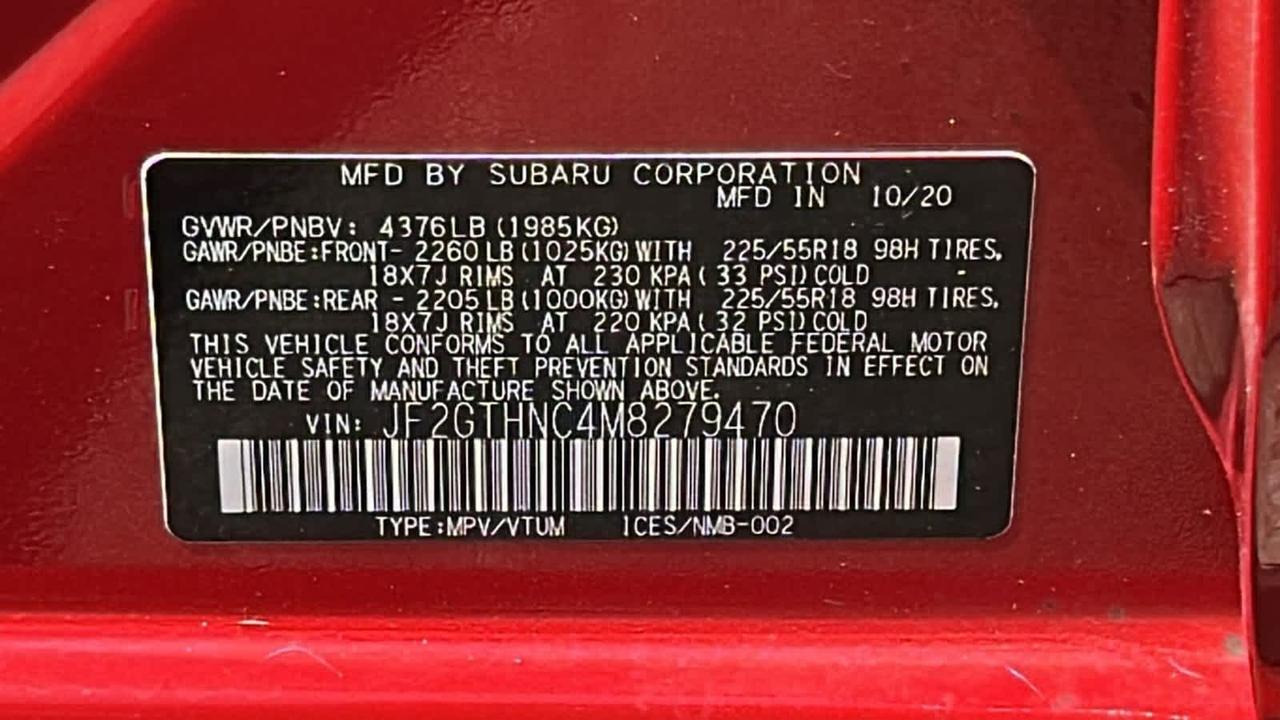 MFD BY SUBARU CORPORATION
MFD IN 10/20
GVWR/PNBV: 4376LB (1985KG)
GAWR/PNBE:FRONT- 2260 LB (1025KG) WITH 225/55R18 98H TIRES,
18X7J RIMS AT 230 KPA ( 33 PSI) COLD
GAWR/PNBE:REAR - 2205 LB (1000KG) WITH 225/55R18 98H TIRES,
18X7J RIMS AT 220 KPA ( 32 PSI) COLD
THIS VEHICLE CONFORMS TO ALL APPLICABLE FEDERAL MOTOR
VEHICLE SAFETY AND THEFT PREVENTION STANDARDS IN EFFECT ON
THE DATE OF MANUFACTURE SHOWN ABOVE.
VIN: JF2GTHNC4M8279470
TYPE:MPV/VTUM ICES/NMB-002